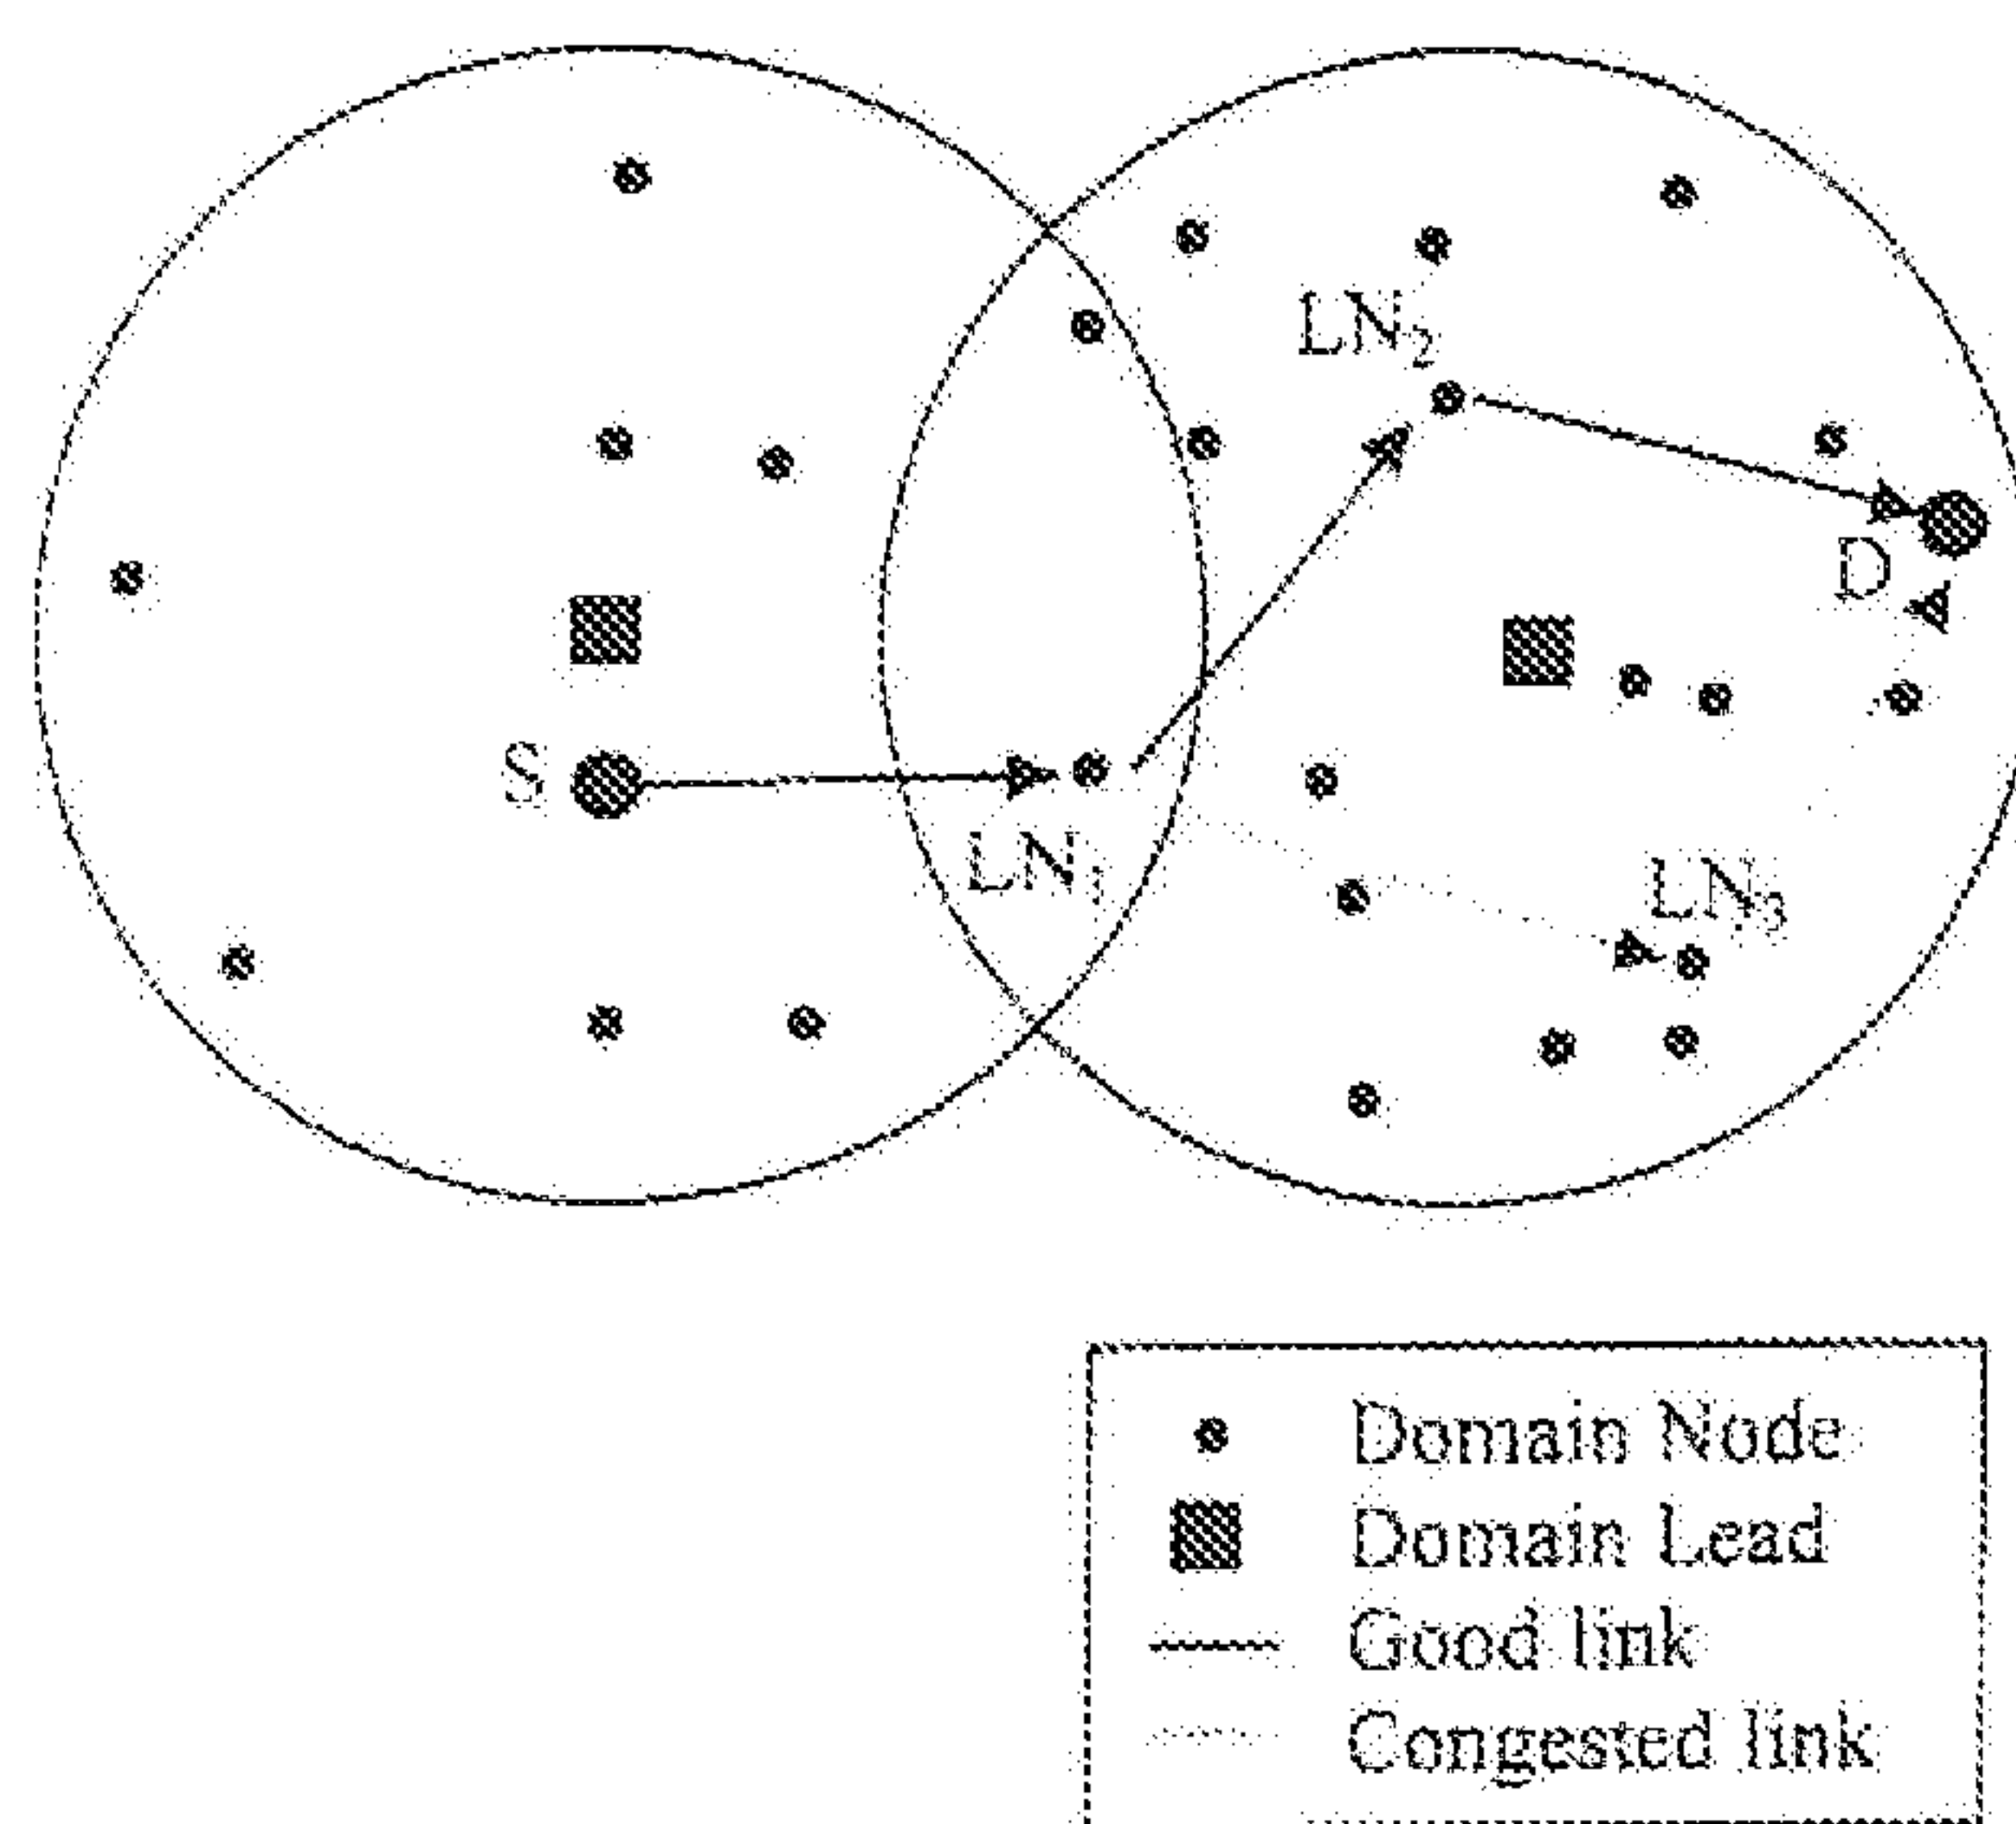 LN₂
D
S
LN₁
LN₃
Domain Node
Domain Lead
Good link
Congested link